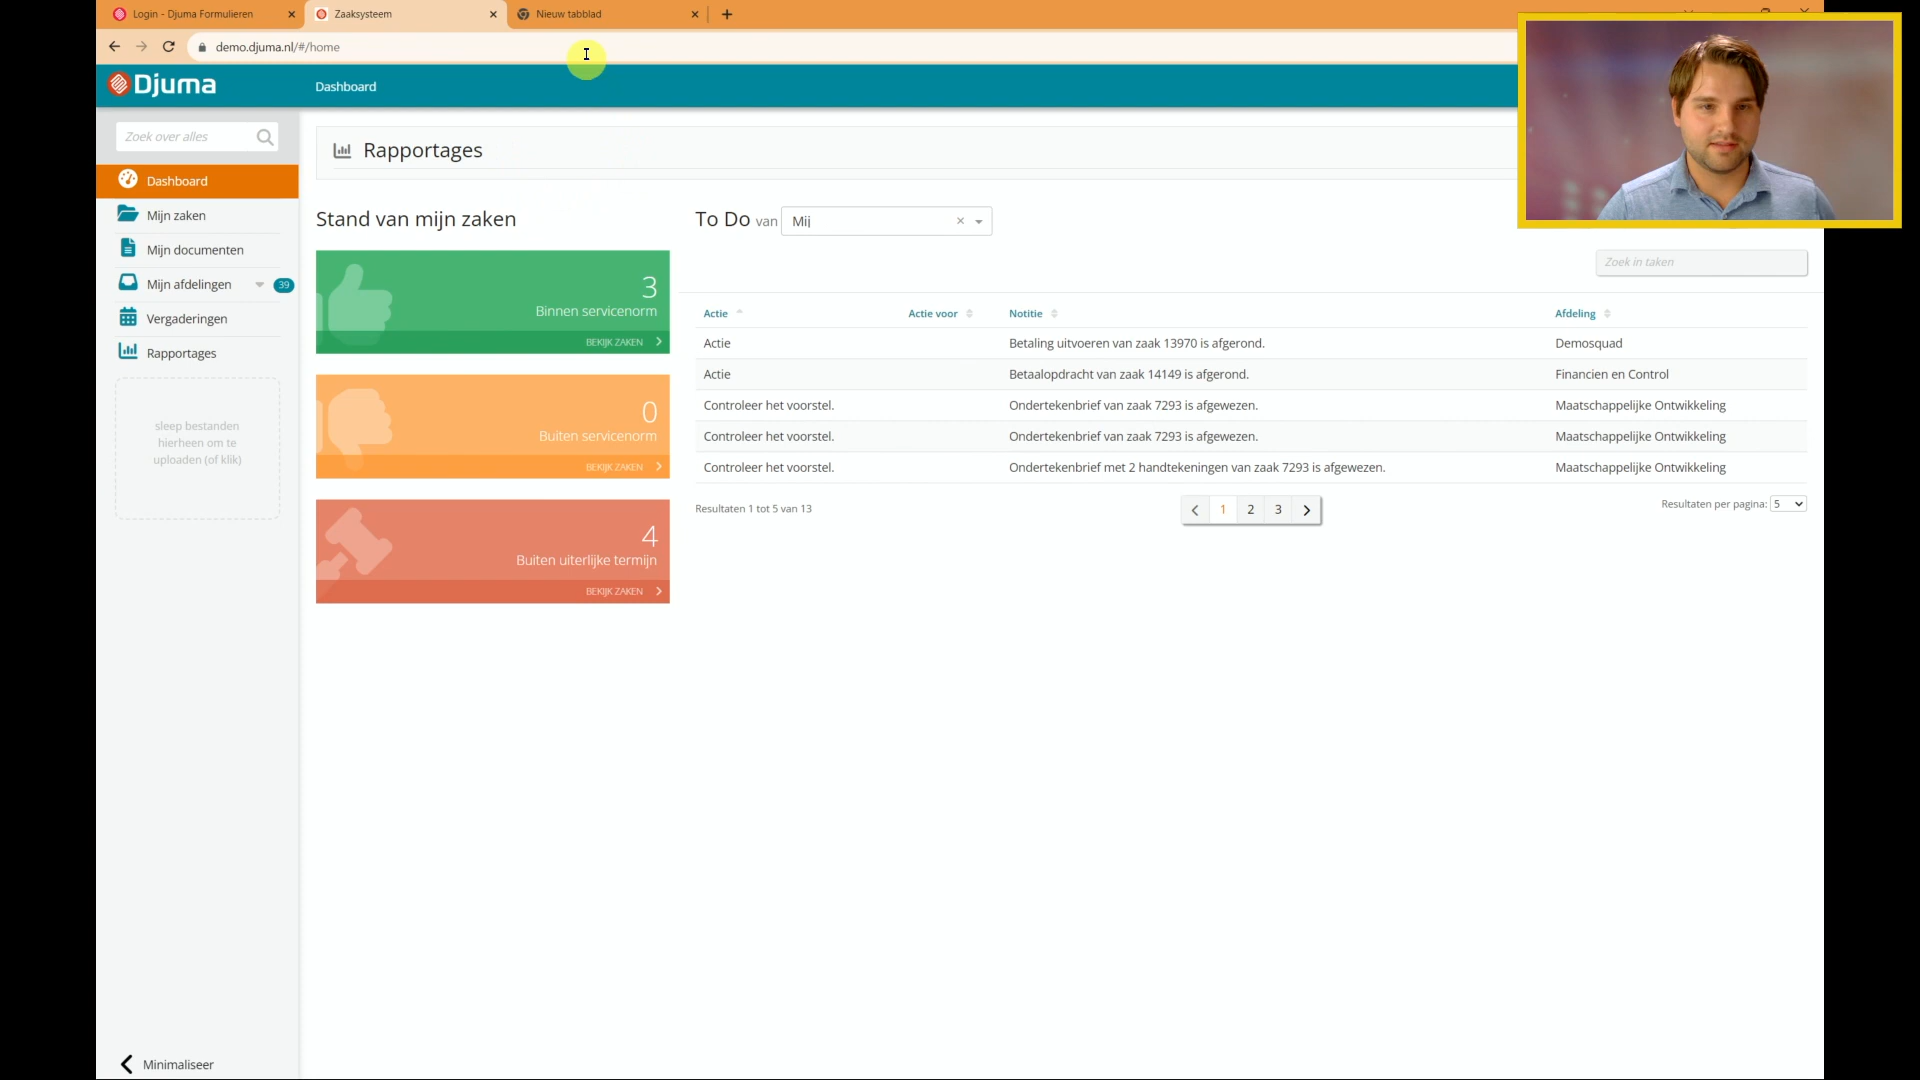 Login - Djuma Formulieren
Zaaksysteem
Nieuw tabblad
demo.djuma.nl/#/home
Djuma
Dashboard
Zoek over alles
Dashboard
Mijn zaken
Mijn documenten
Mijn afdelingen 39
Vergaderingen
Rapportages
sleep bestanden
hierheen om te
uploaden (of klik)
Minimaliseer
Rapportages
Stand van mijn zaken
3
Binnen servicenorm
BEKIJK ZAKEN
0
Buiten servicenorm
BEKIJK ZAKEN
4
Buiten uiterlijke termijn
BEKIJK ZAKEN
To Do van Mij
Zoek in taken
Actie Actie voor Notitie Afdeling
Actie Betaling uitvoeren van zaak 13970 is afgerond. Demosquad
Actie Betaalopdracht van zaak 14149 is afgerond. Financien en Control
Controleer het voorstel. Ondertekenbrief van zaak 7293 is afgewezen. Maatschappelijke Ontwikkeling
Controleer het voorstel. Ondertekenbrief van zaak 7293 is afgewezen. Maatschappelijke Ontwikkeling
Controleer het voorstel. Ondertekenbrief met 2 handtekeningen van zaak 7293 is afgewezen. Maatschappelijke Ontwikkeling
Resultaten 1 tot 5 van 13 1 2 3 Resultaten per pagina: 5